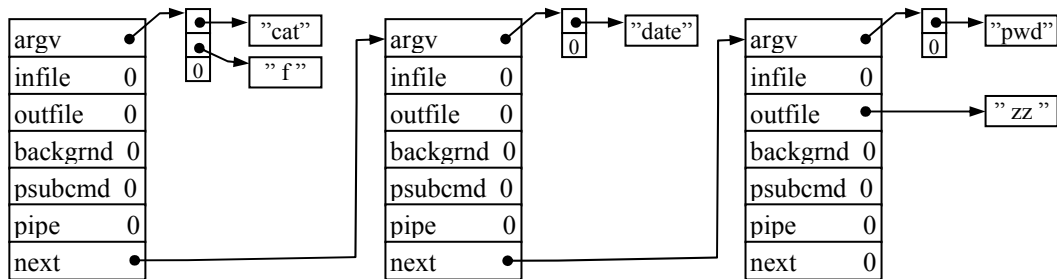 argv
infile 0
outfile 0
backgrnd 0
psubcmd 0
pipe 0
next
0
”cat”
” f ”
argv
infile 0
outfile 0
backgrnd 0
psubcmd 0
pipe 0
next
0
”date”
argv
infile 0
outfile
backgrnd 0
psubcmd 0
pipe 0
next 0
0
”pwd”
” zz ”